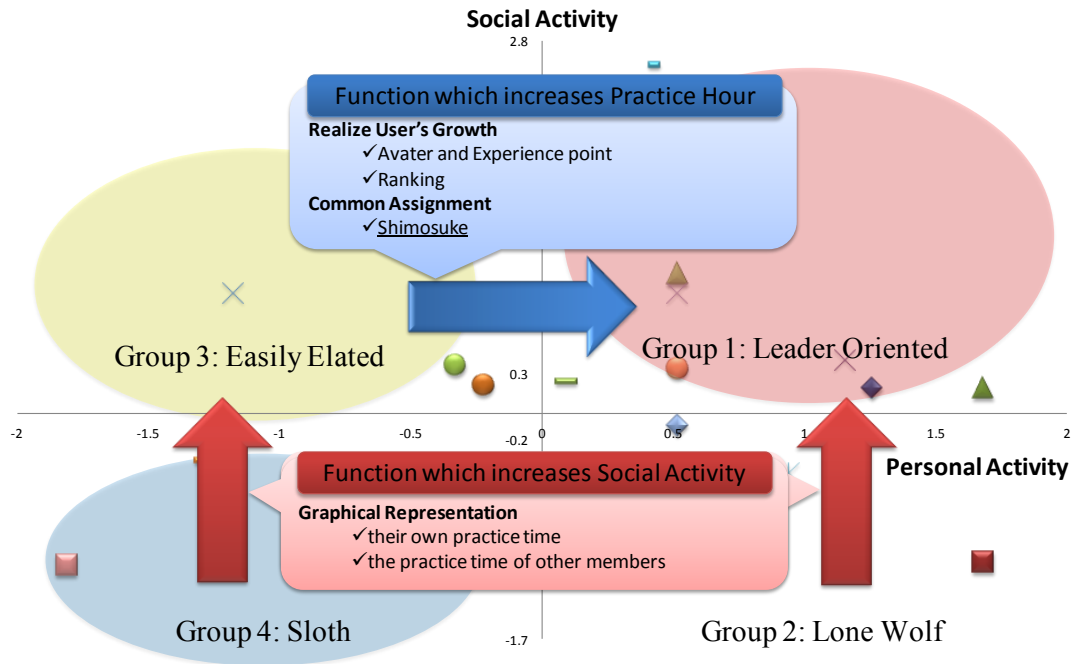 Social Activity
2.8
Function which increases Practice Hour
Realize User's Growth
✓Avater and Experience point
✓Ranking
Common Assignment
✓Shimosuke
Group 3: Easily Elated
Group 1: Leader Oriented
0.3
-2
-1.5
-1
-0.5
0
0.5
1
1.5
2
-0.2
Personal Activity
Function which increases Social Activity
Graphical Representation
✓their own practice time
✓the practice time of other members
Group 4: Sloth
Group 2: Lone Wolf
-1.7